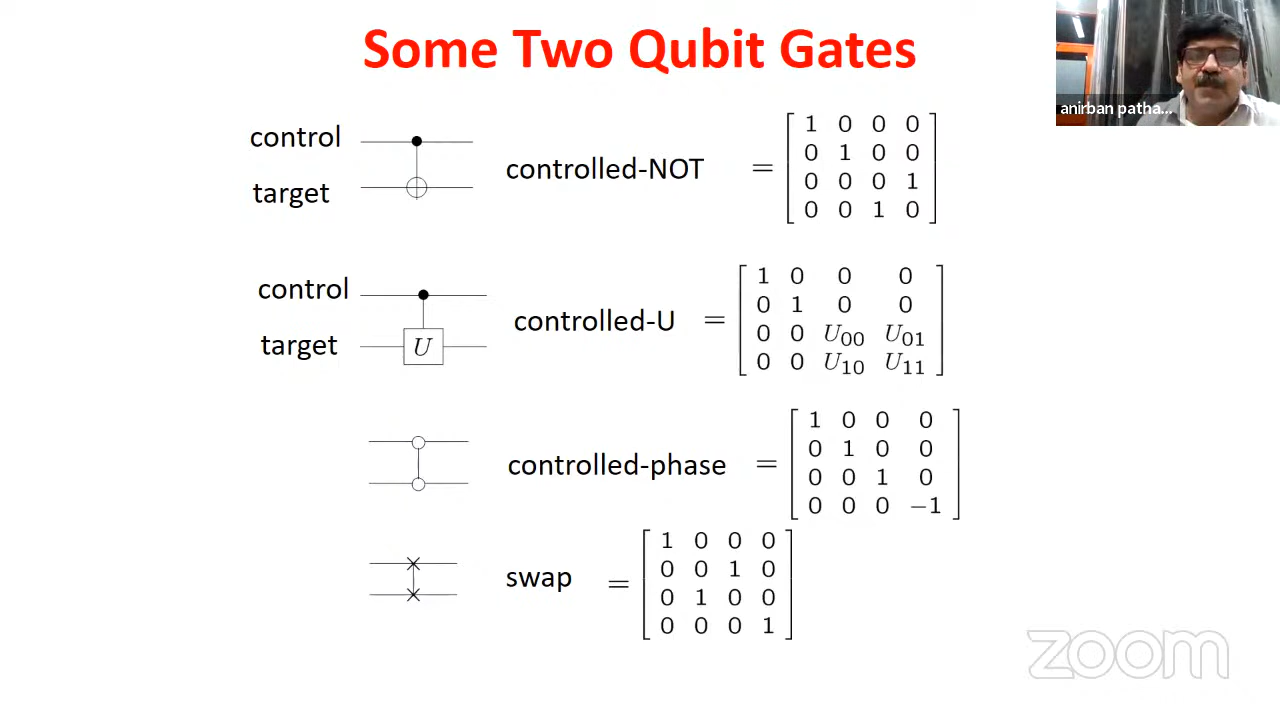 Some Two Qubit Gates
anirban patha...
control
target
controlled-NOT =
1 0 0 0
0 1 0 0
0 0 0 1
0 0 1 0
control
target
U
controlled-U =
1 0 0 0
0 1 0 0
0 0 U00 U01
0 0 U10 U11
controlled-phase =
1 0 0 0
0 1 0 0
0 0 1 0
0 0 0 −1
swap =
1 0 0 0
0 0 1 0
0 1 0 0
0 0 0 1
zoom